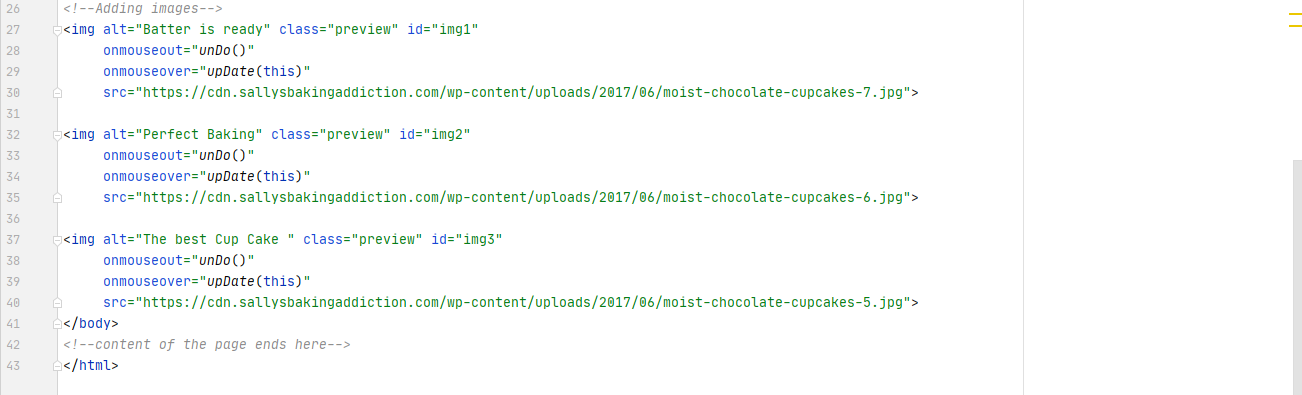 26 <!--Adding images-->
27 <img alt="Batter is ready" class="preview" id="img1"
28      onmouseout="unDo()"
29      onmouseover="upDate(this)"
30      src="https://cdn.sallysbakingaddiction.com/wp-content/uploads/2017/06/moist-chocolate-cupcakes-7.jpg">
31
32 <img alt="Perfect Baking" class="preview" id="img2"
33      onmouseout="unDo()"
34      onmouseover="upDate(this)"
35      src="https://cdn.sallysbakingaddiction.com/wp-content/uploads/2017/06/moist-chocolate-cupcakes-6.jpg">
36
37 <img alt="The best Cup Cake " class="preview" id="img3"
38      onmouseout="unDo()"
39      onmouseover="upDate(this)"
40      src="https://cdn.sallysbakingaddiction.com/wp-content/uploads/2017/06/moist-chocolate-cupcakes-5.jpg">
41 </body>
42 <!--content of the page ends here-->
43 </html>